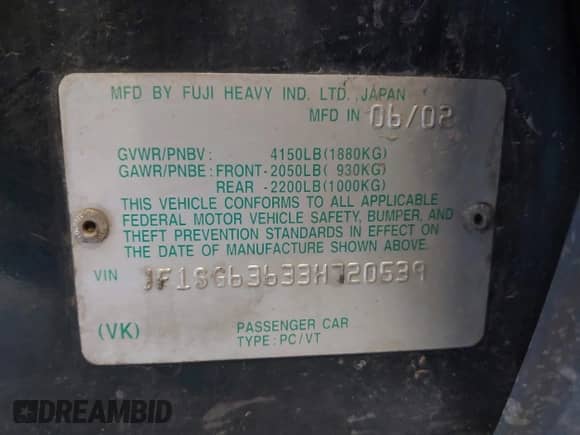 MFD BY FUJI HEAVY IND. LTD. JAPAN
MFD IN 06/02
GVWR/PNBV: 4150LB(1880KG)
GAWR/PNBE: FRONT-2050LB( 930KG)
REAR -2200LB(1000KG)
THIS VEHICLE CONFORMS TO ALL APPLICABLE
FEDERAL MOTOR VEHICLE SAFETY, BUMPER, AND
THEFT PREVENTION STANDARDS IN EFFECT ON
THE DATE OF MANUFACTURE SHOWN ABOVE.
VIN JF1SG63633H720539
(VK) PASSENGER CAR
TYPE:PC/VT
DREAMBID